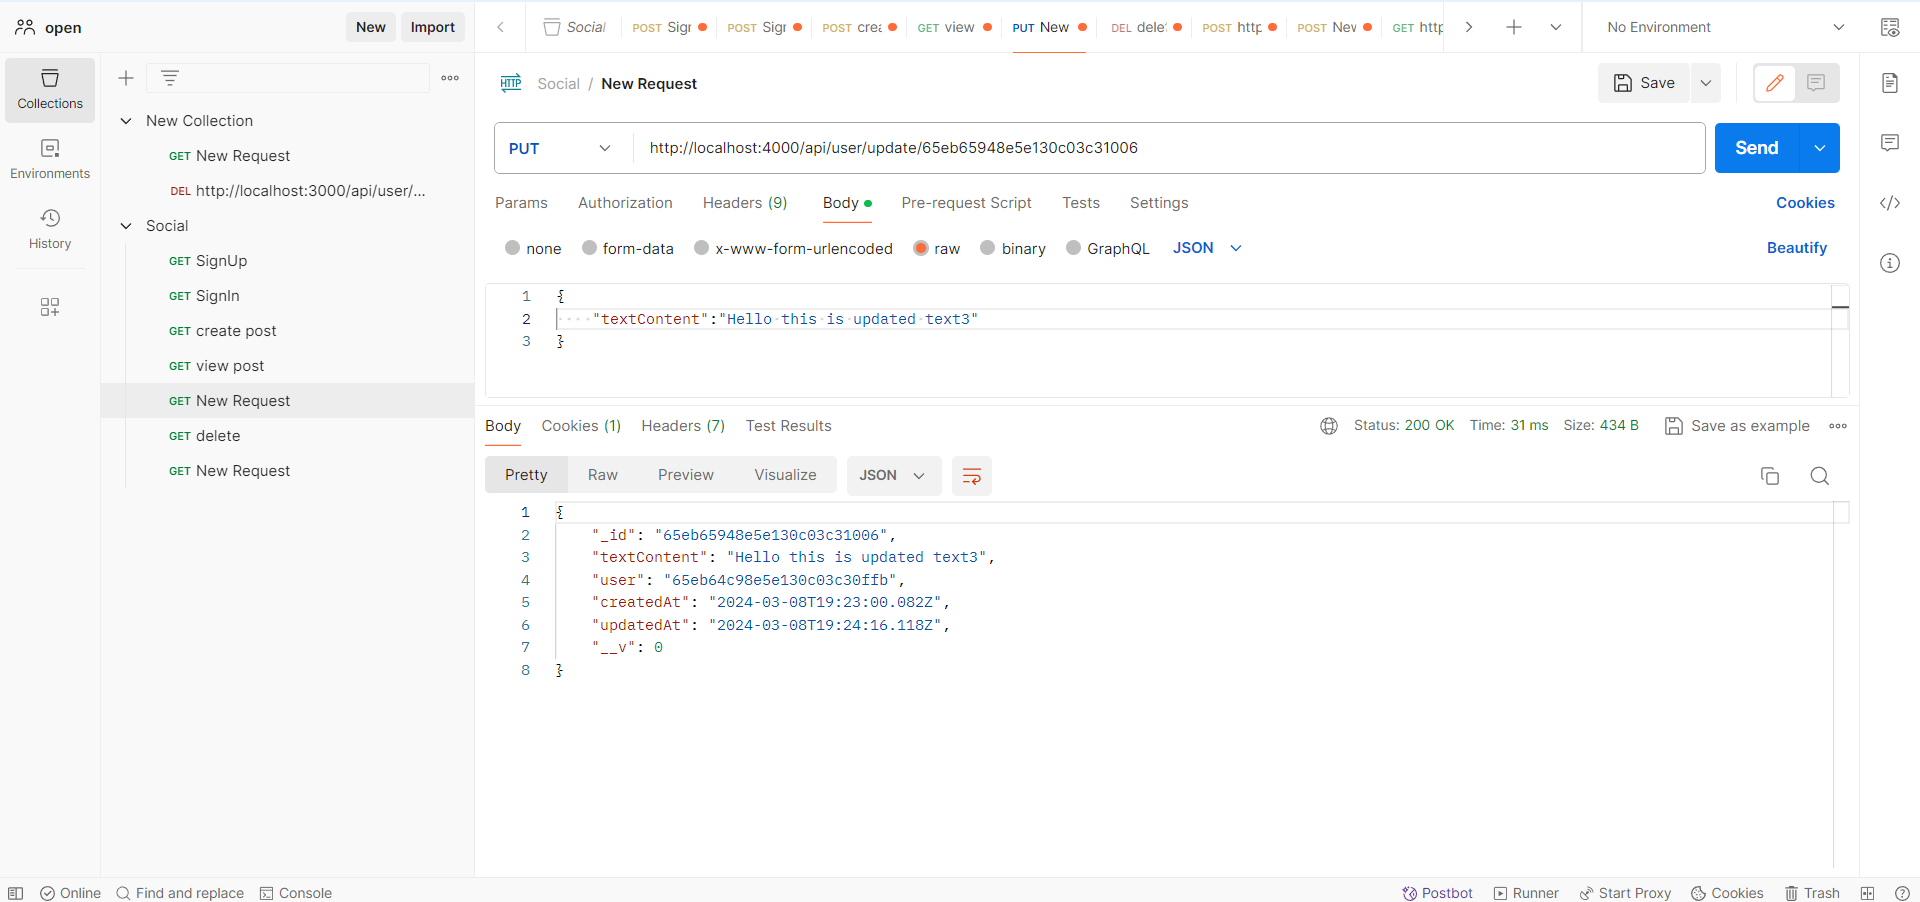 open
New
Import
Social
POST Sigr
POST Sigr
POST crea
GET view
PUT New
DEL dele
POST http
POST Nev
GET http
No Environment
Collections
Environments
History
New Collection
GET New Request
DEL http://localhost:3000/api/user/...
Social
GET SignUp
GET SignIn
GET create post
GET view post
GET New Request
GET delete
GET New Request
HTTP Social / New Request
Save
PUT
http://localhost:4000/api/user/update/65eb65948e5e130c03c31006
Send
Params
Authorization
Headers (9)
Body
Pre-request Script
Tests
Settings
Cookies
none
form-data
x-www-form-urlencoded
raw
binary
GraphQL
JSON
Beautify
1 {
2 "textContent":"Hello this is updated text3"
3 }
Body
Cookies (1)
Headers (7)
Test Results
Status: 200 OK
Time: 31 ms
Size: 434 B
Save as example
Pretty
Raw
Preview
Visualize
JSON
1 {
2 "_id": "65eb65948e5e130c03c31006",
3 "textContent": "Hello this is updated text3",
4 "user": "65eb64c98e5e130c03c30ffb",
5 "createdAt": "2024-03-08T19:23:00.082Z",
6 "updatedAt": "2024-03-08T19:24:16.118Z",
7 "__v": 0
8 }
Online
Find and replace
Console
Postbot
Runner
Start Proxy
Cookies
Trash